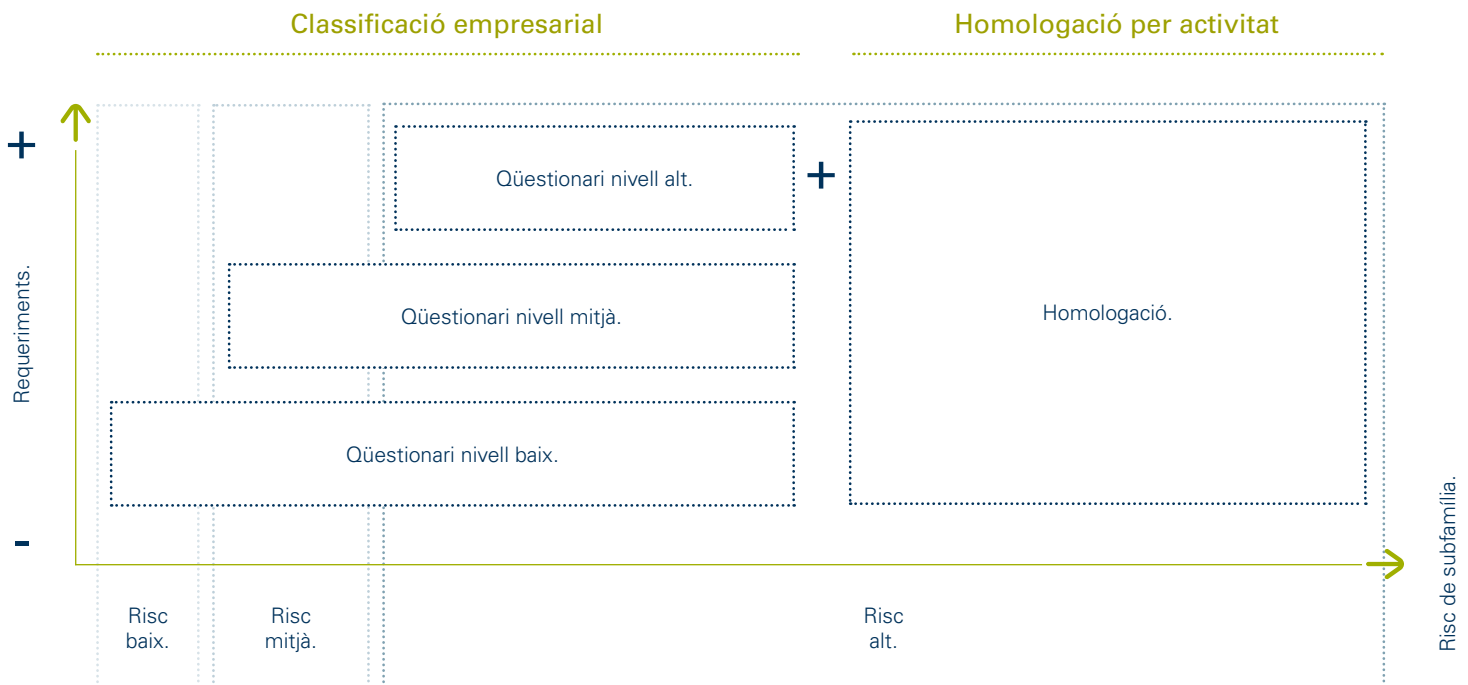 Classificació empresarial
Homologació per activitat
+
Qüestionari nivell alt.
+
Requeriments.
Qüestionari nivell mitjà.
Homologació.
Qüestionari nivell baix.
-
Risc de subfamília.
Risc
baix.
Risc
mitjà.
Risc
alt.